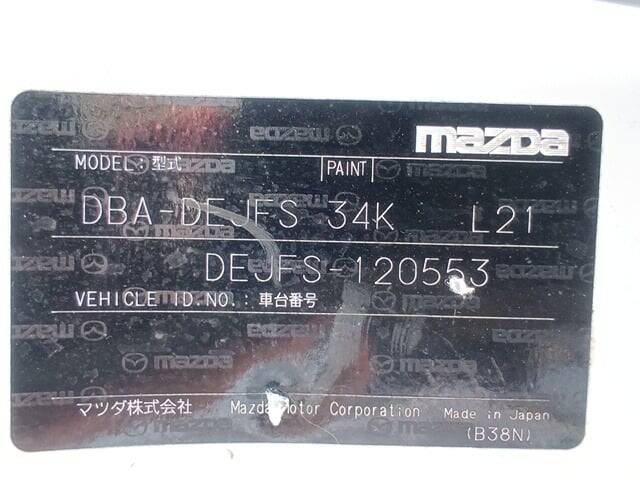 mazda
MODEL:型式 PAINT
DBA-DEJFS 34K L21
DEJFS-120553
VEHICLE ID.NO.:車台番号
マツダ株式会社 Mazda Motor Corporation Made in Japan
(B38N)